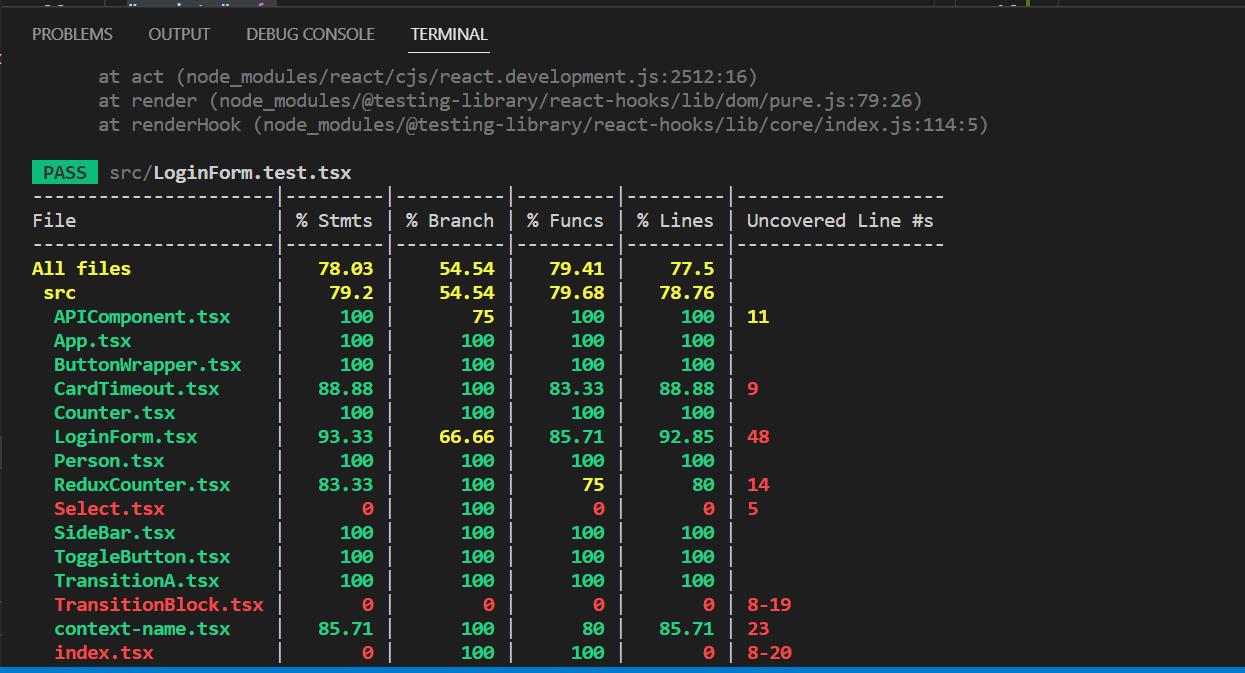 PROBLEMS OUTPUT DEBUG CONSOLE TERMINAL
at act (node_modules/react/cjs/react.development.js:2512:16)
at render (node_modules/@testing-library/react-hooks/lib/dom/pure.js:79:26)
at renderHook (node_modules/@testing-library/react-hooks/lib/core/index.js:114:5)
PASS src/LoginForm.test.tsx
----------------------|---------|----------|---------|---------|-------------------
File | % Stmts | % Branch | % Funcs | % Lines | Uncovered Line #s
----------------------|---------|----------|---------|---------|-------------------
All files | 78.03 | 54.54 | 79.41 | 77.5 |
src | 79.2 | 54.54 | 79.68 | 78.76 |
APIComponent.tsx | 100 | 75 | 100 | 100 | 11
App.tsx | 100 | 100 | 100 | 100 |
ButtonWrapper.tsx | 100 | 100 | 100 | 100 |
CardTimeout.tsx | 88.88 | 100 | 83.33 | 88.88 | 9
Counter.tsx | 100 | 100 | 100 | 100 |
LoginForm.tsx | 93.33 | 66.66 | 85.71 | 92.85 | 48
Person.tsx | 100 | 100 | 100 | 100 |
ReduxCounter.tsx | 83.33 | 100 | 75 | 80 | 14
Select.tsx | 0 | 100 | 0 | 0 | 5
SideBar.tsx | 100 | 100 | 100 | 100 |
ToggleButton.tsx | 100 | 100 | 100 | 100 |
TransitionA.tsx | 100 | 100 | 100 | 100 |
TransitionBlock.tsx | 0 | 0 | 0 | 0 | 8-19
context-name.tsx | 85.71 | 100 | 80 | 85.71 | 23
index.tsx | 0 | 100 | 100 | 0 | 8-20